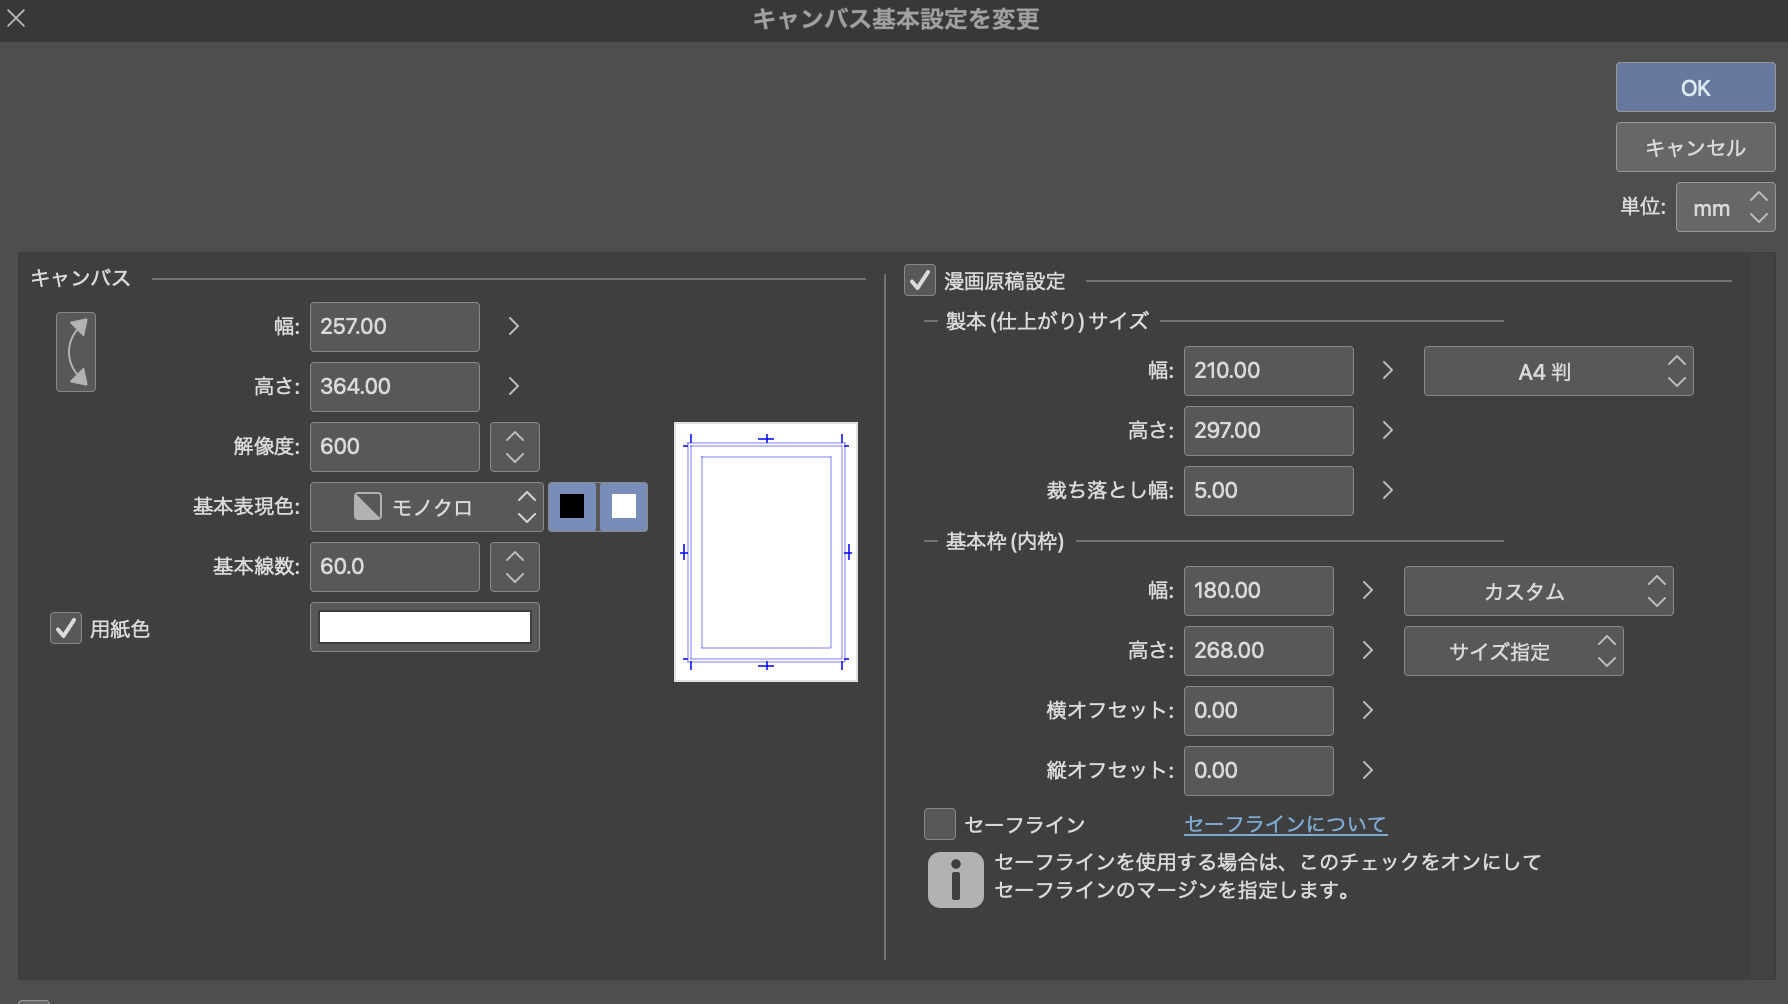 キャンバス基本設定を変更
OK
キャンセル
単位: mm
キャンバス
幅: 257.00
高さ: 364.00
解像度: 600
基本表現色: モノクロ
基本線数: 60.0
用紙色
漫画原稿設定
製本(仕上がり)サイズ
幅: 210.00 A4 判
高さ: 297.00
裁ち落とし幅: 5.00
基本枠(内枠)
幅: 180.00 カスタム
高さ: 268.00 サイズ指定
横オフセット: 0.00
縦オフセット: 0.00
セーフライン セーフラインについて
セーフラインを使用する場合は、このチェックをオンにして
セーフラインのマージンを指定します。